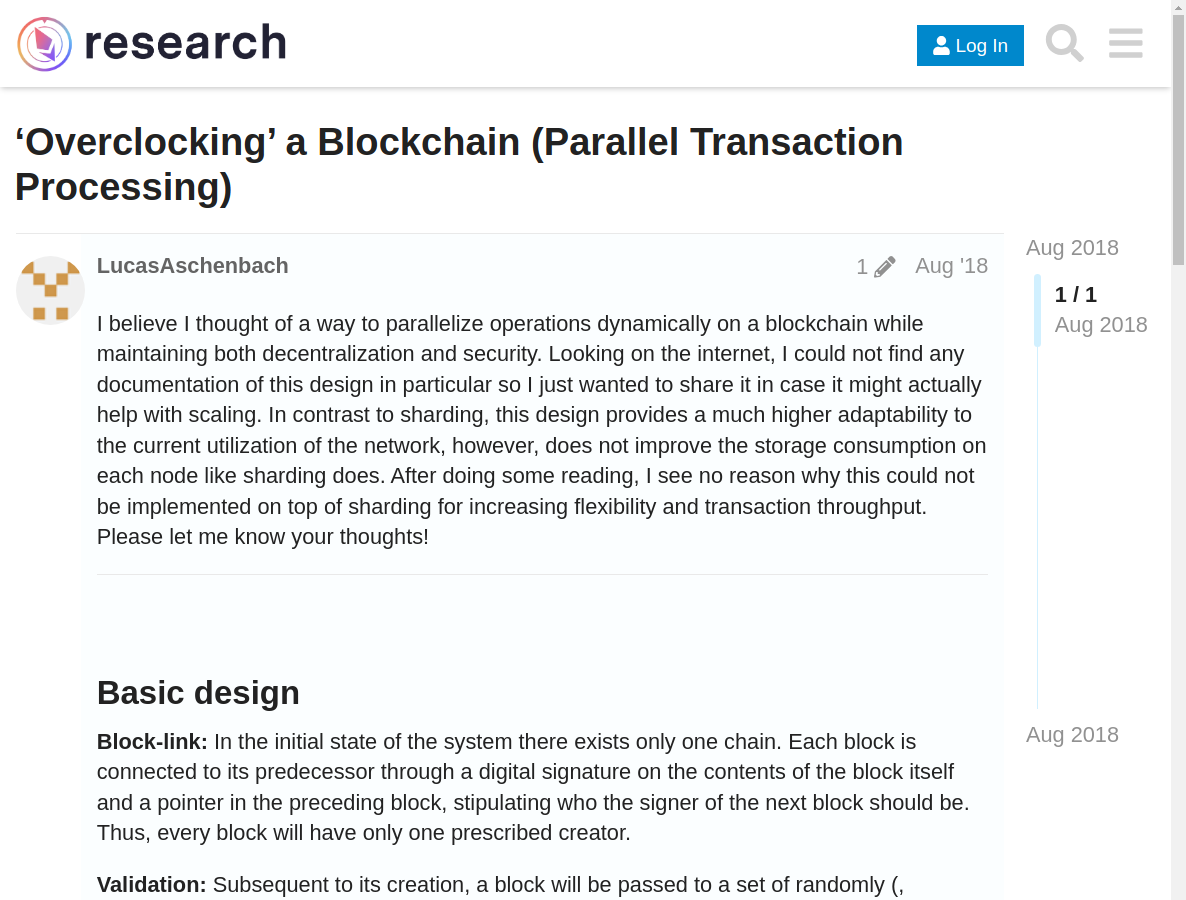 research
Log In
‘Overclocking’ a Blockchain (Parallel Transaction
Processing)
LucasAschenbach
1
Aug '18
Aug 2018
1 / 1
Aug 2018
I believe I thought of a way to parallelize operations dynamically on a blockchain while
maintaining both decentralization and security. Looking on the internet, I could not find any
documentation of this design in particular so I just wanted to share it in case it might actually
help with scaling. In contrast to sharding, this design provides a much higher adaptability to
the current utilization of the network, however, does not improve the storage consumption on
each node like sharding does. After doing some reading, I see no reason why this could not
be implemented on top of sharding for increasing flexibility and transaction throughput.
Please let me know your thoughts!
Basic design
Block-link: In the initial state of the system there exists only one chain. Each block is
connected to its predecessor through a digital signature on the contents of the block itself
and a pointer in the preceding block, stipulating who the signer of the next block should be.
Thus, every block will have only one prescribed creator.
Aug 2018
Validation: Subsequent to its creation, a block will be passed to a set of randomly (,